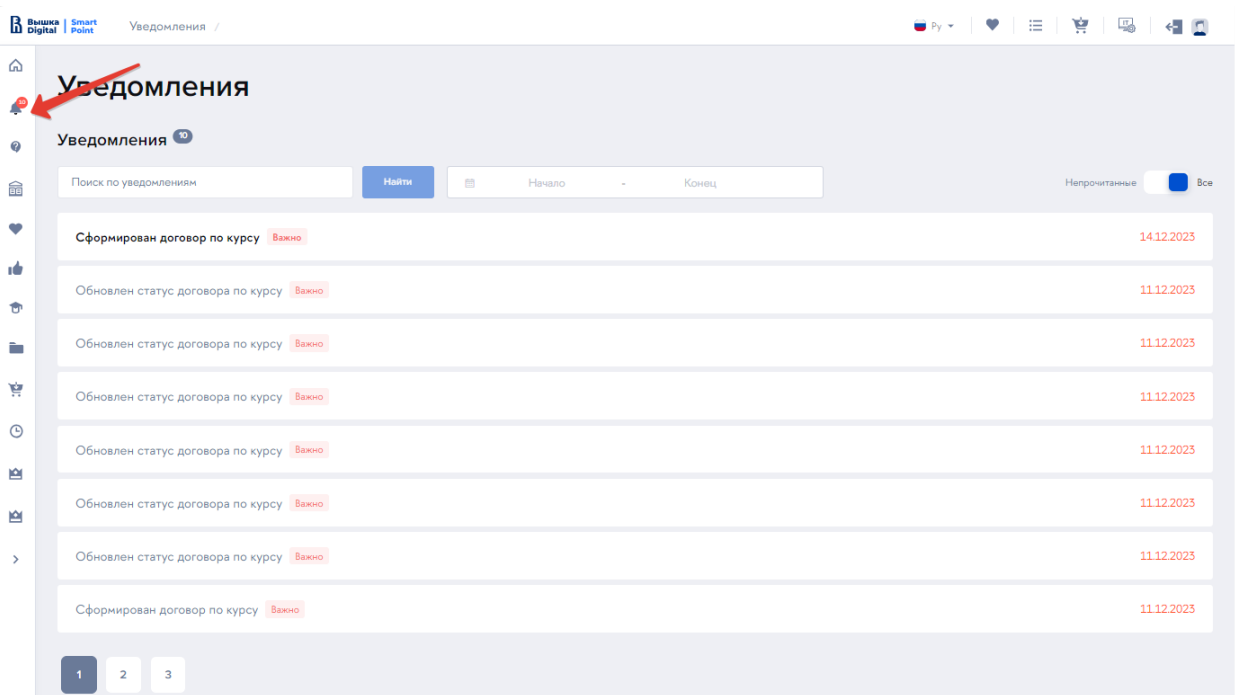 Вышка Digital | Smart Point
Уведомления /
Ру
10
Уведомления
Уведомления 10
Поиск по уведомлениям
Найти
Начало - Конец
Непрочитанные
Все
Сформирован договор по курсу Важно 14.12.2023
Обновлен статус договора по курсу Важно 11.12.2023
Обновлен статус договора по курсу Важно 11.12.2023
Обновлен статус договора по курсу Важно 11.12.2023
Обновлен статус договора по курсу Важно 11.12.2023
Обновлен статус договора по курсу Важно 11.12.2023
Обновлен статус договора по курсу Важно 11.12.2023
Сформирован договор по курсу Важно 11.12.2023
1 2 3